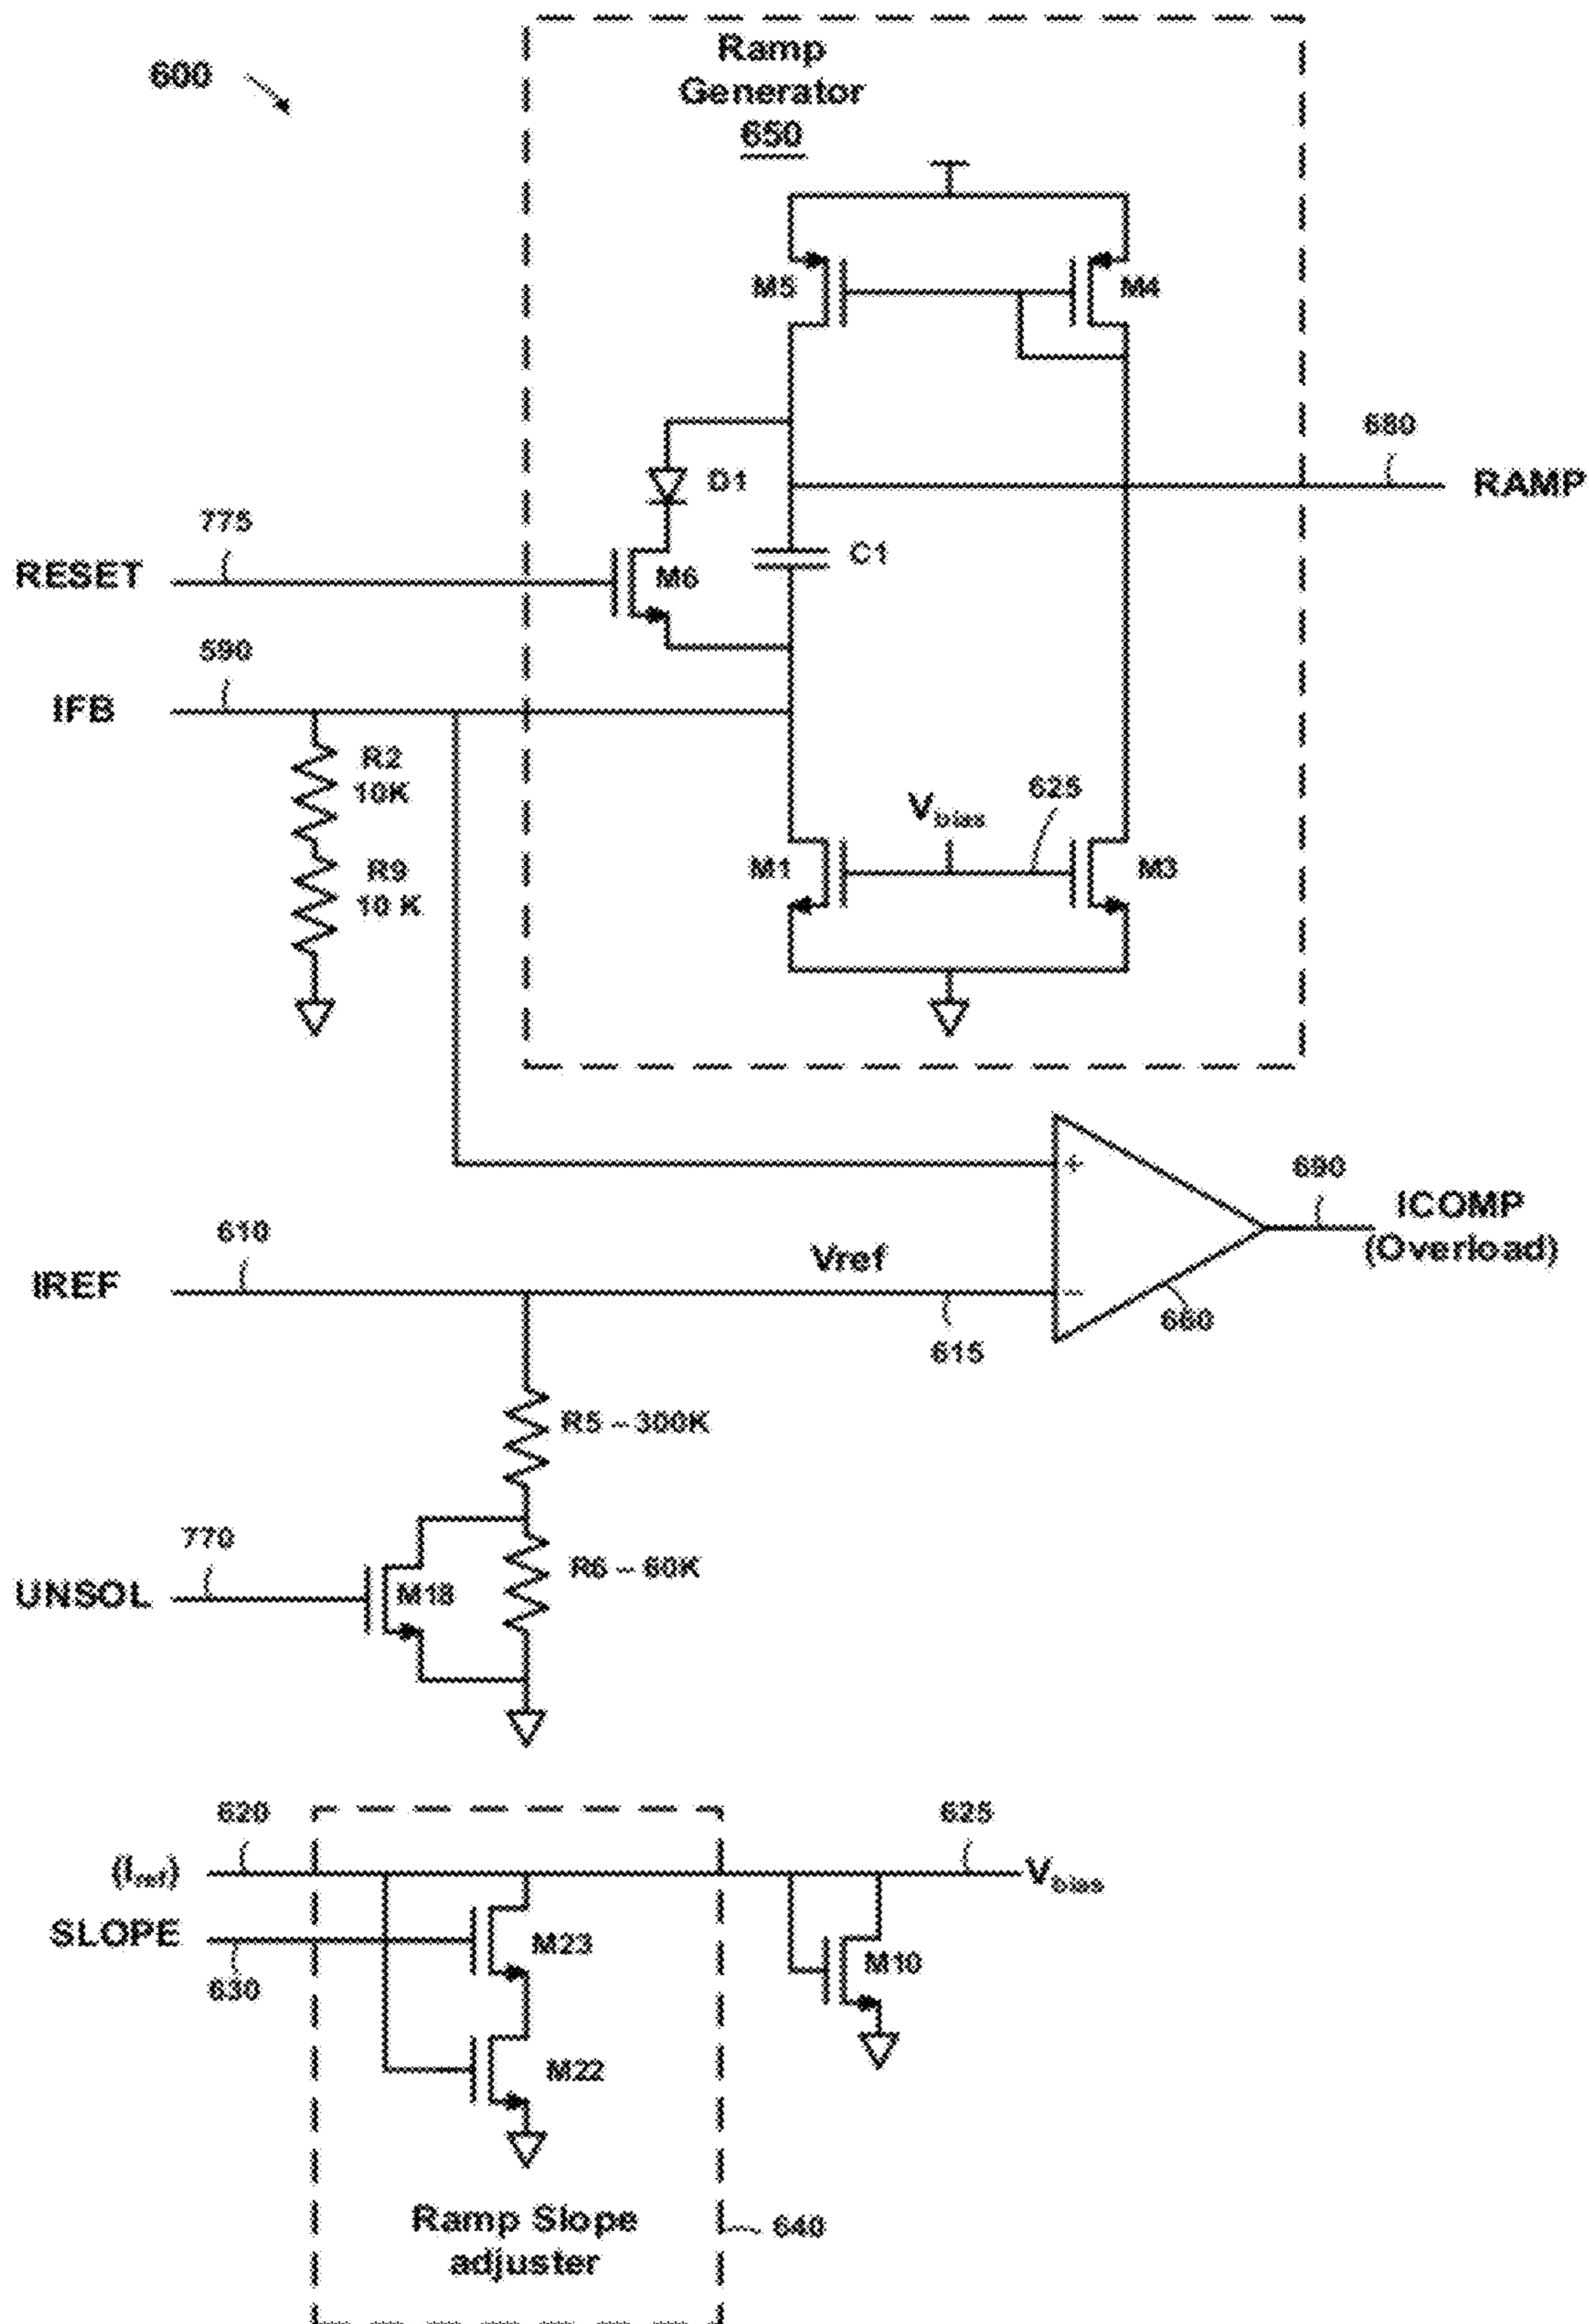 600
Ramp
Generator
650
M5
M4
680
RAMP
D1
775
RESET
M6
C1
590
IFB
R2
10K
R9
10 K
Vbias
625
M1
M3
690
ICOMP
(Overload)
610
IREF
Vref
615
660
R5 - 300K
770
UNSOL
M18
R6 - 60K
620
(Iref)
625
Vbias
SLOPE
630
M23
M10
M22
Ramp Slope
adjuster
640
+
-